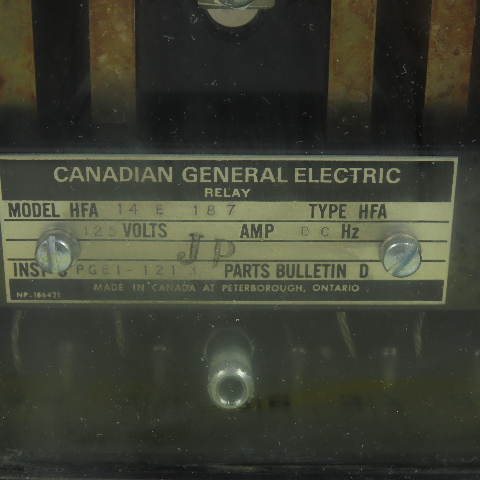 CANADIAN GENERAL ELECTRIC
RELAY
MODEL HFA 14 E 187 TYPE HFA
125 VOLTS AMP DC Hz
JP
PARTS BULLETIN D
MADE IN CANADA AT PETERBOROUGH, ONTARIO
NP-186421